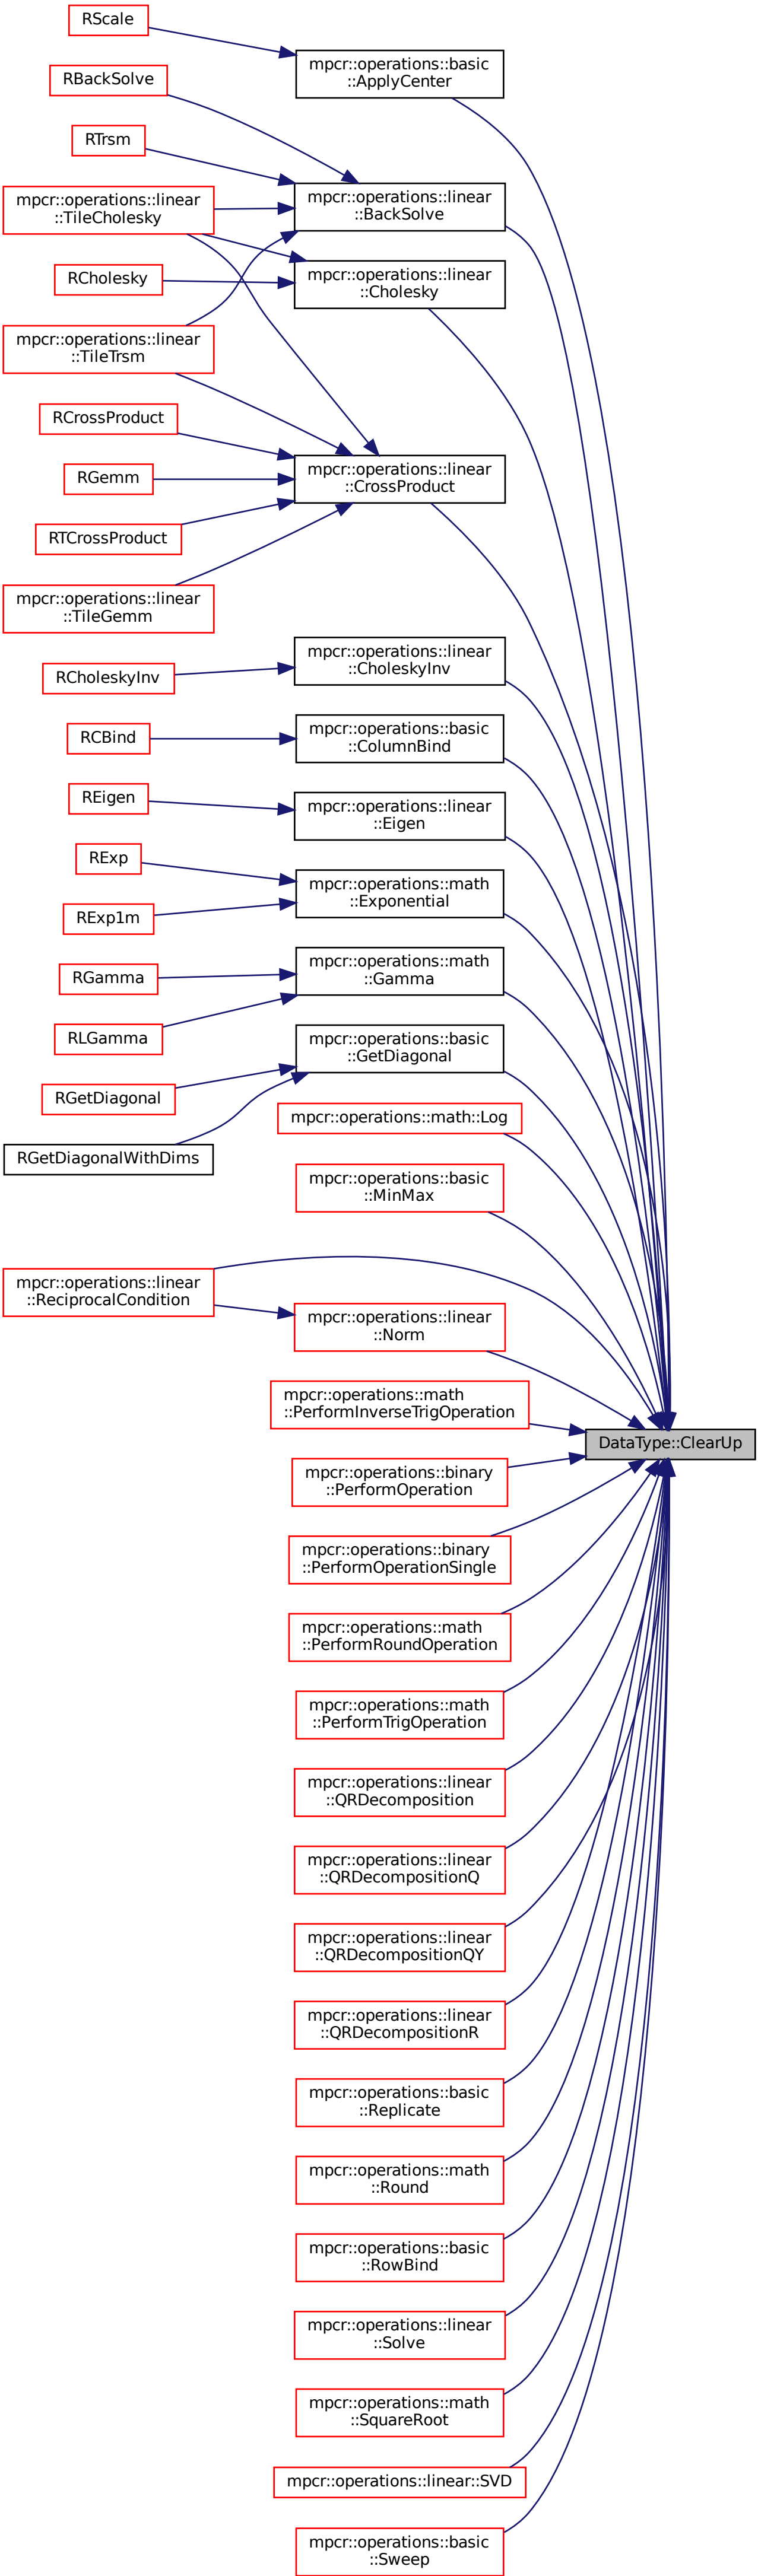 RScale
mpcr::operations::basic
::ApplyCenter
RBackSolve
RTrsm
mpcr::operations::linear
::TileCholesky
mpcr::operations::linear
::BackSolve
RCholesky
mpcr::operations::linear
::Cholesky
mpcr::operations::linear
::TileTrsm
RCrossProduct
RGemm
mpcr::operations::linear
::CrossProduct
RTCrossProduct
mpcr::operations::linear
::TileGemm
RCholeskyInv
mpcr::operations::linear
::CholeskyInv
RCBind
mpcr::operations::basic
::ColumnBind
REigen
mpcr::operations::linear
::Eigen
RExp
RExp1m
mpcr::operations::math
::Exponential
RGamma
RLGamma
mpcr::operations::math
::Gamma
RGetDiagonal
RGetDiagonalWithDims
mpcr::operations::basic
::GetDiagonal
mpcr::operations::math::Log
mpcr::operations::basic
::MinMax
mpcr::operations::linear
::ReciprocalCondition
mpcr::operations::linear
::Norm
mpcr::operations::math
::PerformInverseTrigOperation
DataType::ClearUp
mpcr::operations::binary
::PerformOperation
mpcr::operations::binary
::PerformOperationSingle
mpcr::operations::math
::PerformRoundOperation
mpcr::operations::math
::PerformTrigOperation
mpcr::operations::linear
::QRDecomposition
mpcr::operations::linear
::QRDecompositionQ
mpcr::operations::linear
::QRDecompositionQY
mpcr::operations::linear
::QRDecompositionR
mpcr::operations::basic
::Replicate
mpcr::operations::math
::Round
mpcr::operations::basic
::RowBind
mpcr::operations::linear
::Solve
mpcr::operations::math
::SquareRoot
mpcr::operations::linear::SVD
mpcr::operations::basic
::Sweep